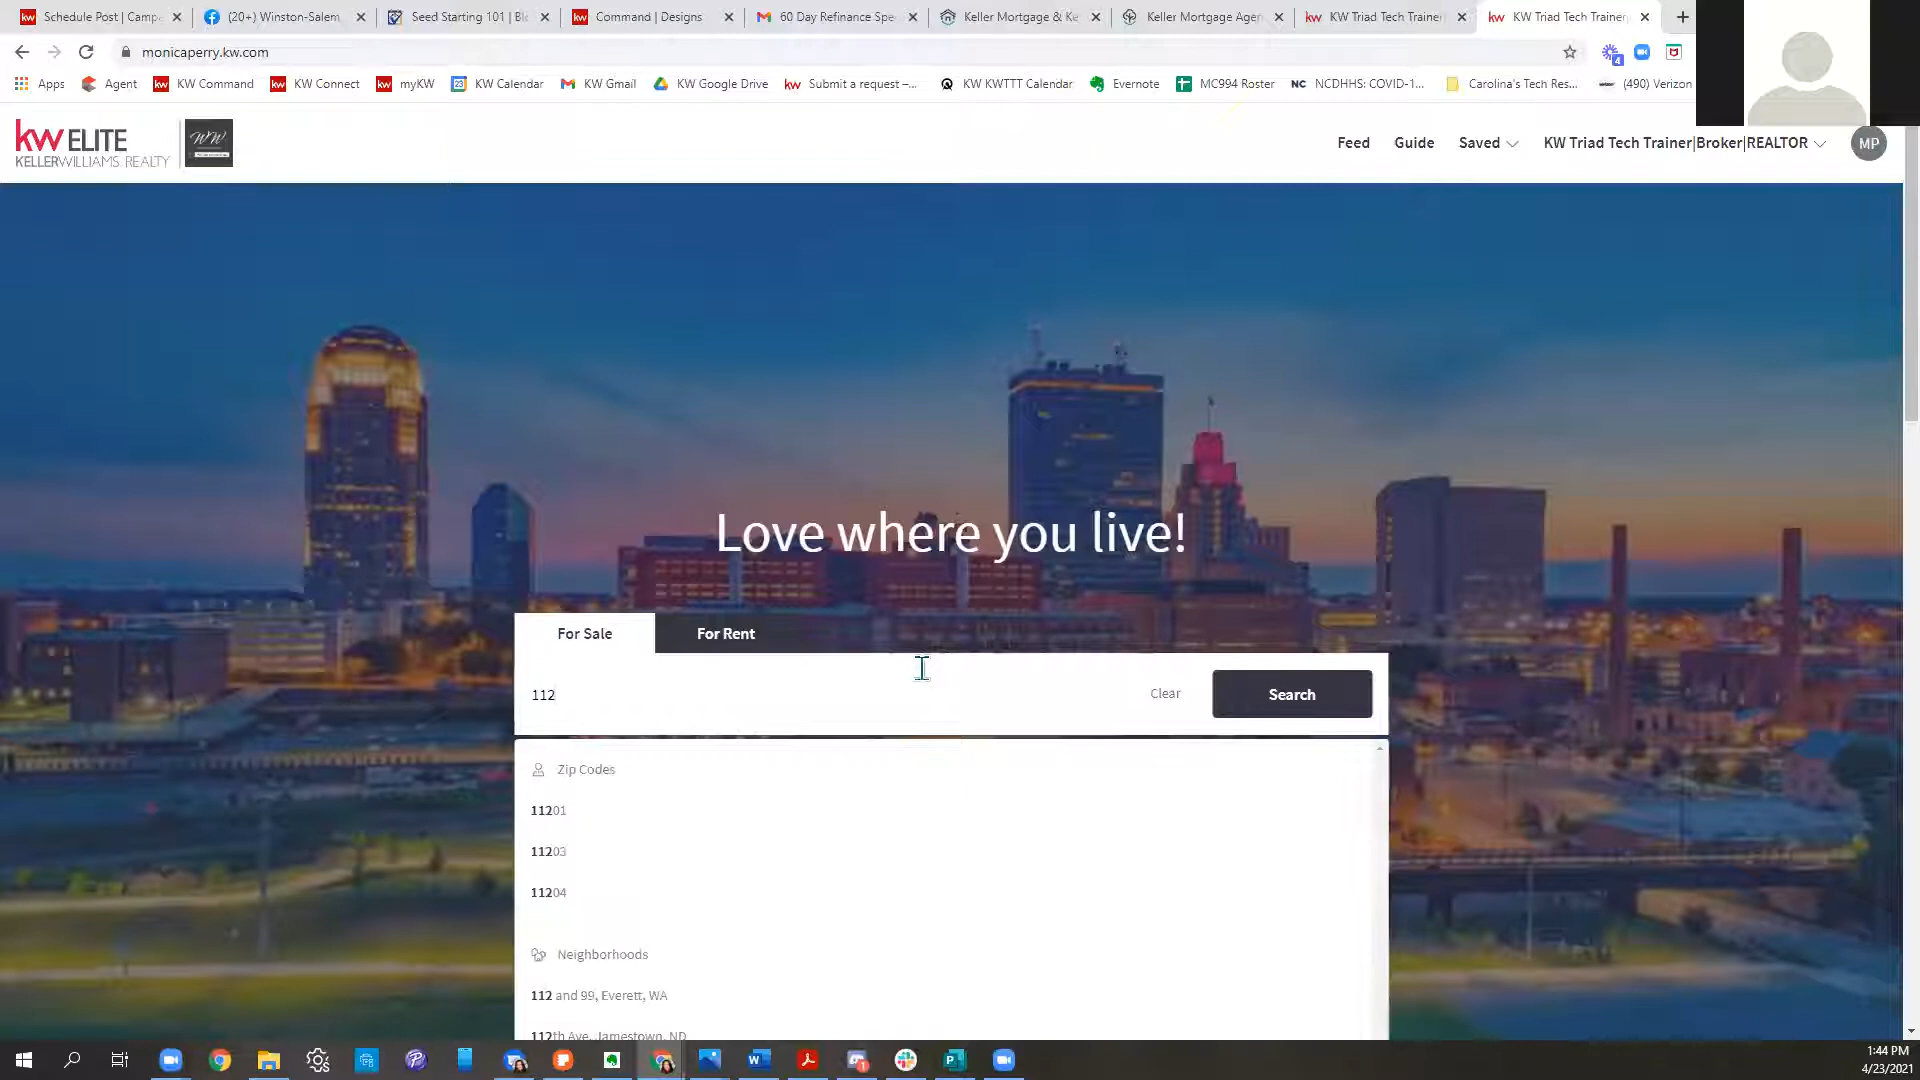 Schedule Post | Camp
(20+) Winston-Salem
Seed Starting 101 | Blo
Command | Designs
60 Day Refinance Spe
Keller Mortgage & Ke
Keller Mortgage Agen
KW Triad Tech Trainer
KW Triad Tech Trainer
monicaperry.kw.com
Apps
Agent
KW Command
KW Connect
myKW
KW Calendar
KW Gmail
KW Google Drive
Submit a request –...
KW KWTTT Calendar
Evernote
MC994 Roster
NCDHHS: COVID-1...
Carolina's Tech Res...
(490) Verizon
kw ELITE
KELLERWILLIAMS. REALTY
WW
Feed
Guide
Saved
KW Triad Tech Trainer|Broker|REALTOR
MP
Love where you live!
For Sale
For Rent
112
Clear
Search
Zip Codes
11201
11203
11204
Neighborhoods
112 and 99, Everett, WA
112th Ave, Jamestown, ND
1:44 PM
4/23/2021